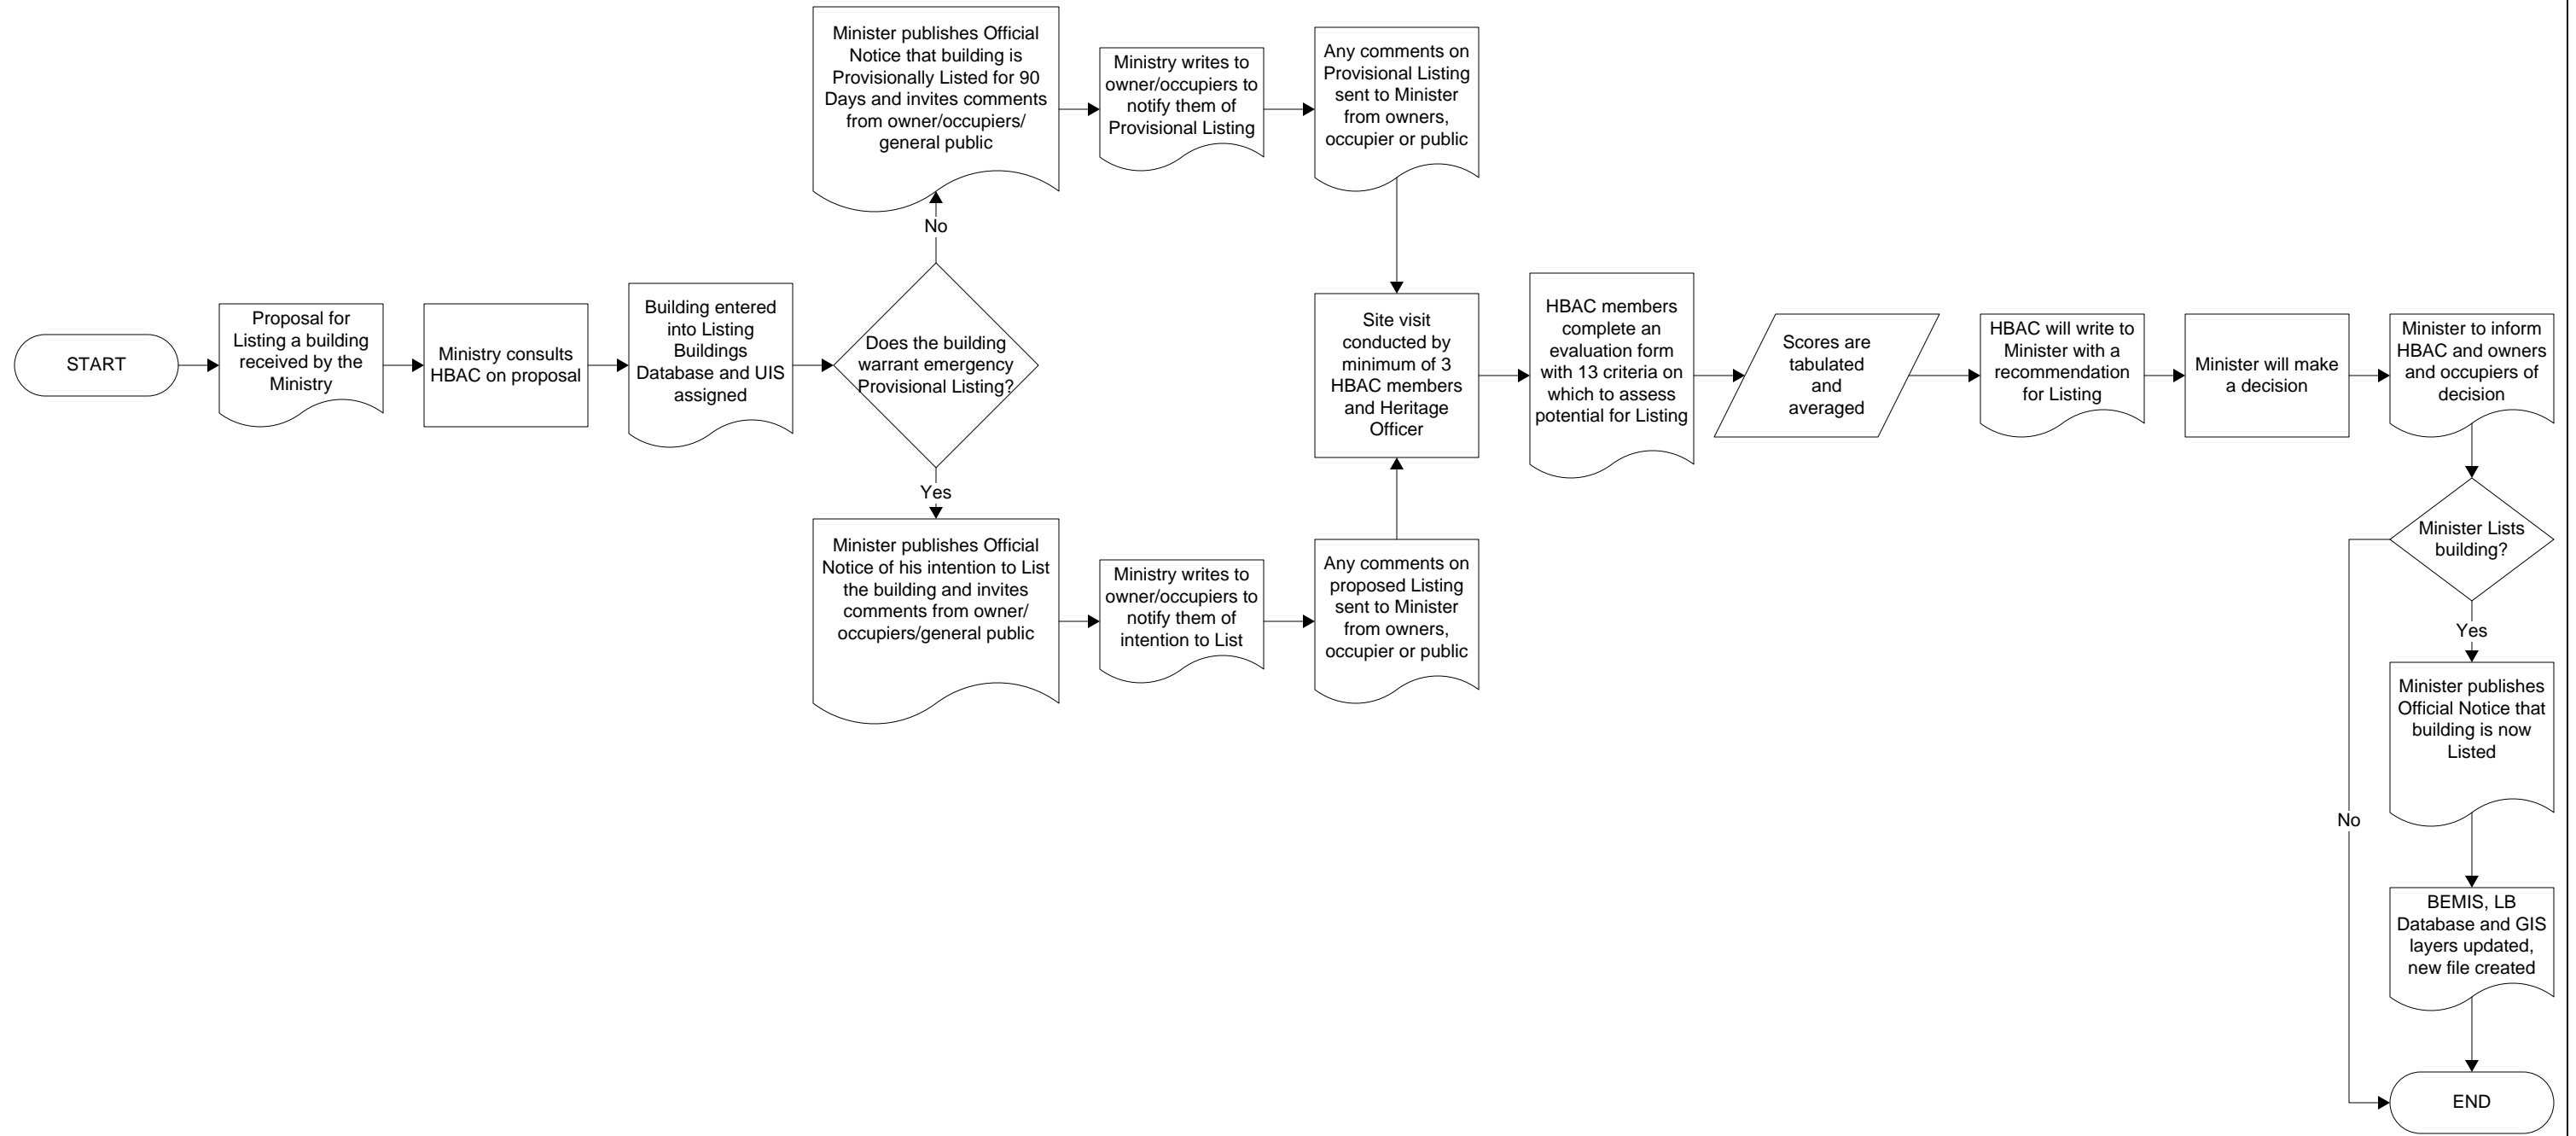 START
Proposal for
Listing a building
received by the
Ministry
Ministry consults
HBAC on proposal
Building entered
into Listing
Buildings
Database and UIS
assigned
Does the building
warrant emergency
Provisional Listing?
No
Minister publishes Official
Notice that building is
Provisionally Listed for 90
Days and invites comments
from owner/occupiers/
general public
Ministry writes to
owner/occupiers to
notify them of
Provisional Listing
Any comments on
Provisional Listing
sent to Minister
from owners,
occupier or public
Yes
Minister publishes Official
Notice of his intention to List
the building and invites
comments from owner/
occupiers/general public
Ministry writes to
owner/occupiers to
notify them of
intention to List
Any comments on
proposed Listing
sent to Minister
from owners,
occupier or public
Site visit
conducted by
minimum of 3
HBAC members
and Heritage
Officer
HBAC members
complete an
evaluation form
with 13 criteria on
which to assess
potential for Listing
Scores are
tabulated
and
averaged
HBAC will write to
Minister with a
recommendation
for Listing
Minister will make
a decision
Minister to inform
HBAC and owners
and occupiers of
decision
Minister Lists
building?
Yes
Minister publishes
Official Notice that
building is now
Listed
No
BEMIS, LB
Database and GIS
layers updated,
new file created
END